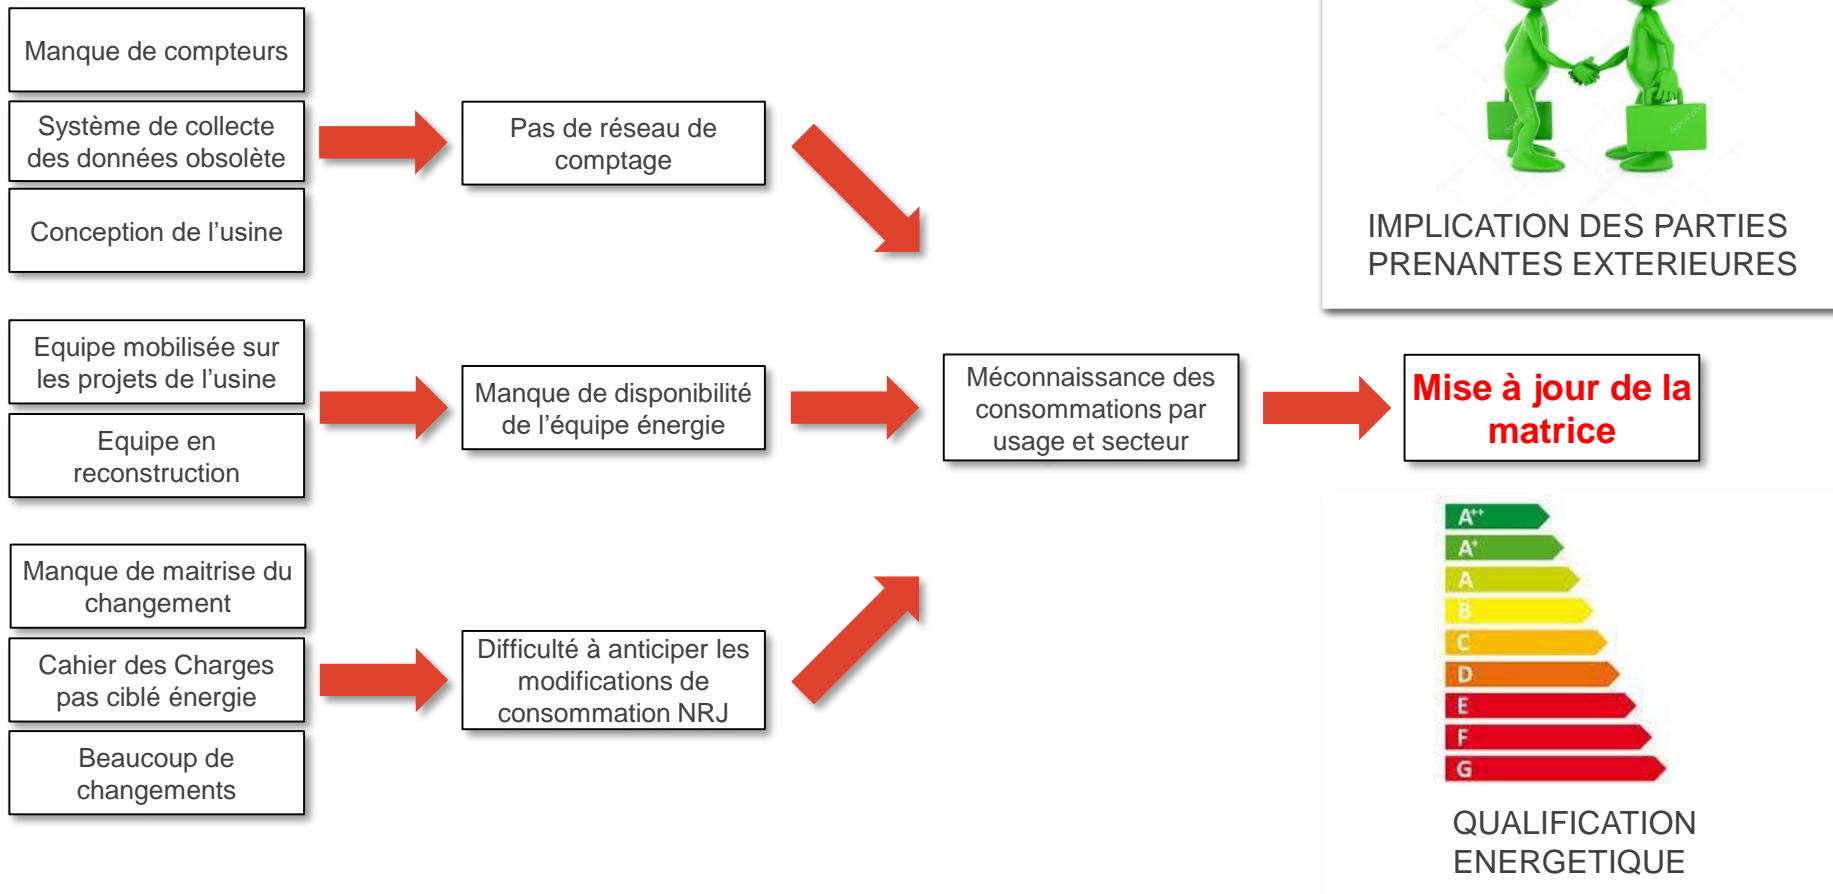 Manque de compteurs
Système de collecte
des données obsolète
Conception de l’usine
Pas de réseau de
comptage
IMPLICATION DES PARTIES
PRENANTES EXTERIEURES
Equipe mobilisée sur
les projets de l’usine
Equipe en
reconstruction
Manque de disponibilité
de l’équipe énergie
Méconnaissance des
consommations par
usage et secteur
Mise à jour de la
matrice
Manque de maitrise du
changement
Cahier des Charges
pas ciblé énergie
Beaucoup de
changements
Difficulté à anticiper les
modifications de
consommation NRJ
A++
A+
A
B
C
D
E
F
G
QUALIFICATION
ENERGETIQUE